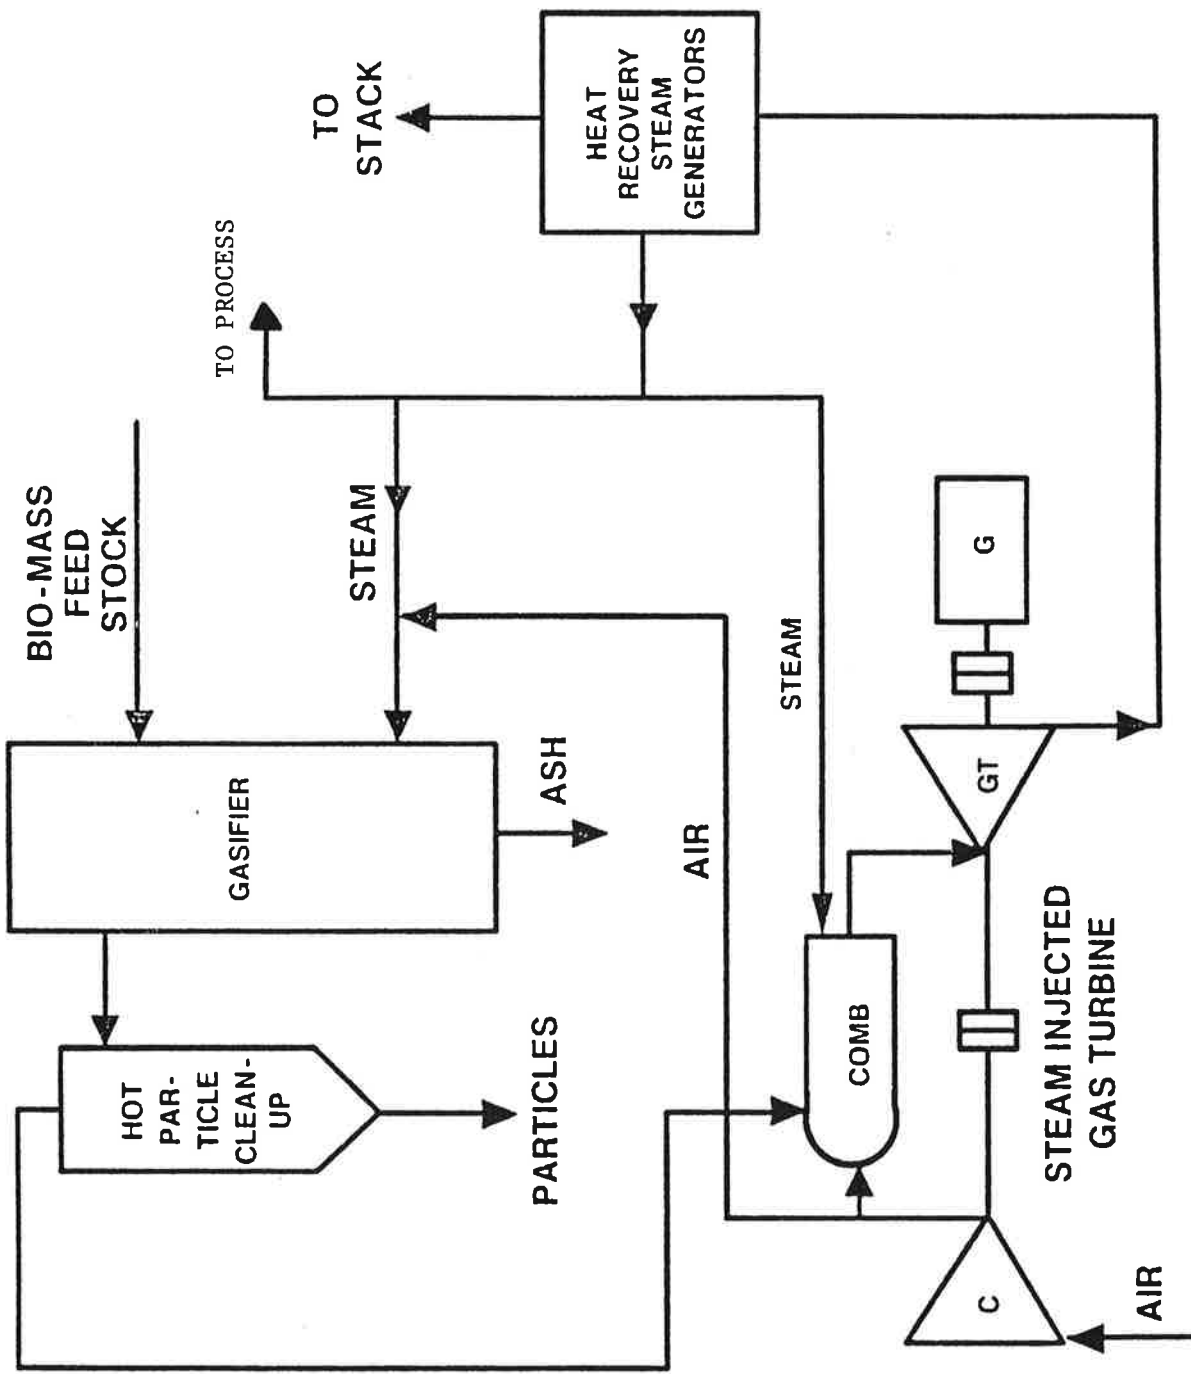 BIO-MASS
FEED
STOCK
GASIFIER
HOT
PAR-
TICLE
CLEAN-
UP
PARTICLES
ASH
STEAM
TO PROCESS
TO
STACK
HEAT
RECOVERY
STEAM
GENERATORS
AIR
STEAM
COMB
C
GT
G
AIR
STEAM INJECTED
GAS TURBINE